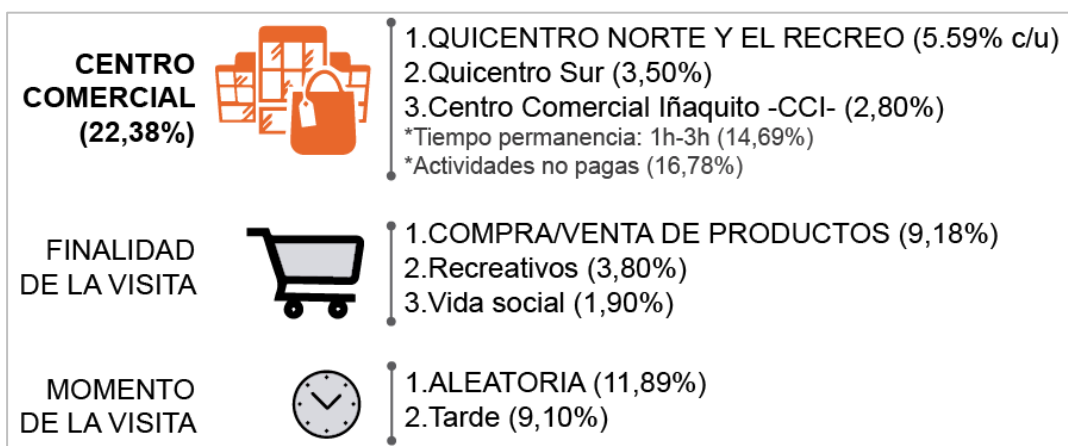 CENTRO
COMERCIAL
(22,38%)
1.QUICENTRO NORTE Y EL RECREO (5.59% c/u)
2.Quicentro Sur (3,50%)
3.Centro Comercial Iñaquito -CCI- (2,80%)
*Tiempo permanencia: 1h-3h (14,69%)
*Actividades no pagas (16,78%)
FINALIDAD
DE LA VISITA
1.COMPRA/VENTA DE PRODUCTOS (9,18%)
2.Recreativos (3,80%)
3.Vida social (1,90%)
MOMENTO
DE LA VISITA
1.ALEATORIA (11,89%)
2.Tarde (9,10%)